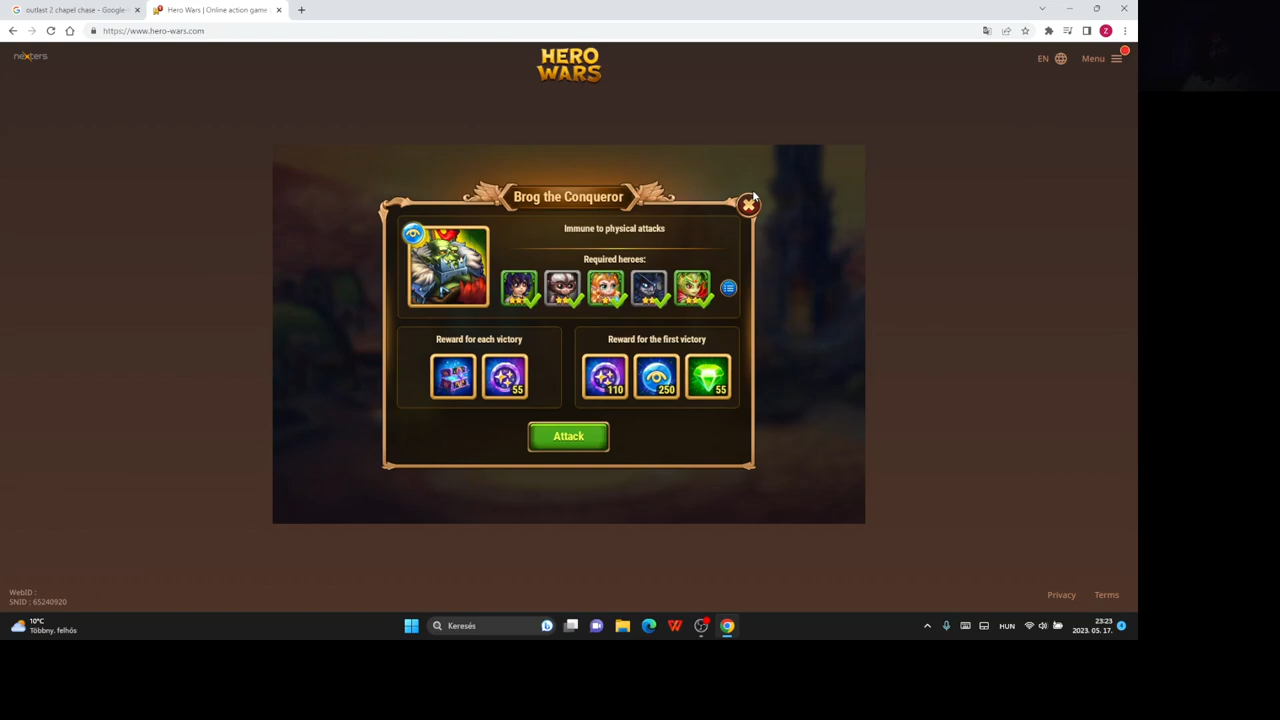 outlast 2 chapel chase - Google-
Hero Wars | Online action game
https://www.hero-wars.com
nexters
HERO
WARS
EN
Menu
Brog the Conqueror
Immune to physical attacks
Required heroes:
Reward for each victory
Reward for the first victory
55
110
250
55
Attack
WebID :
SNID : 65240920
Privacy
Terms
10°C
Többny. felhős
Keresés
HUN
23:23
2023. 05. 17.